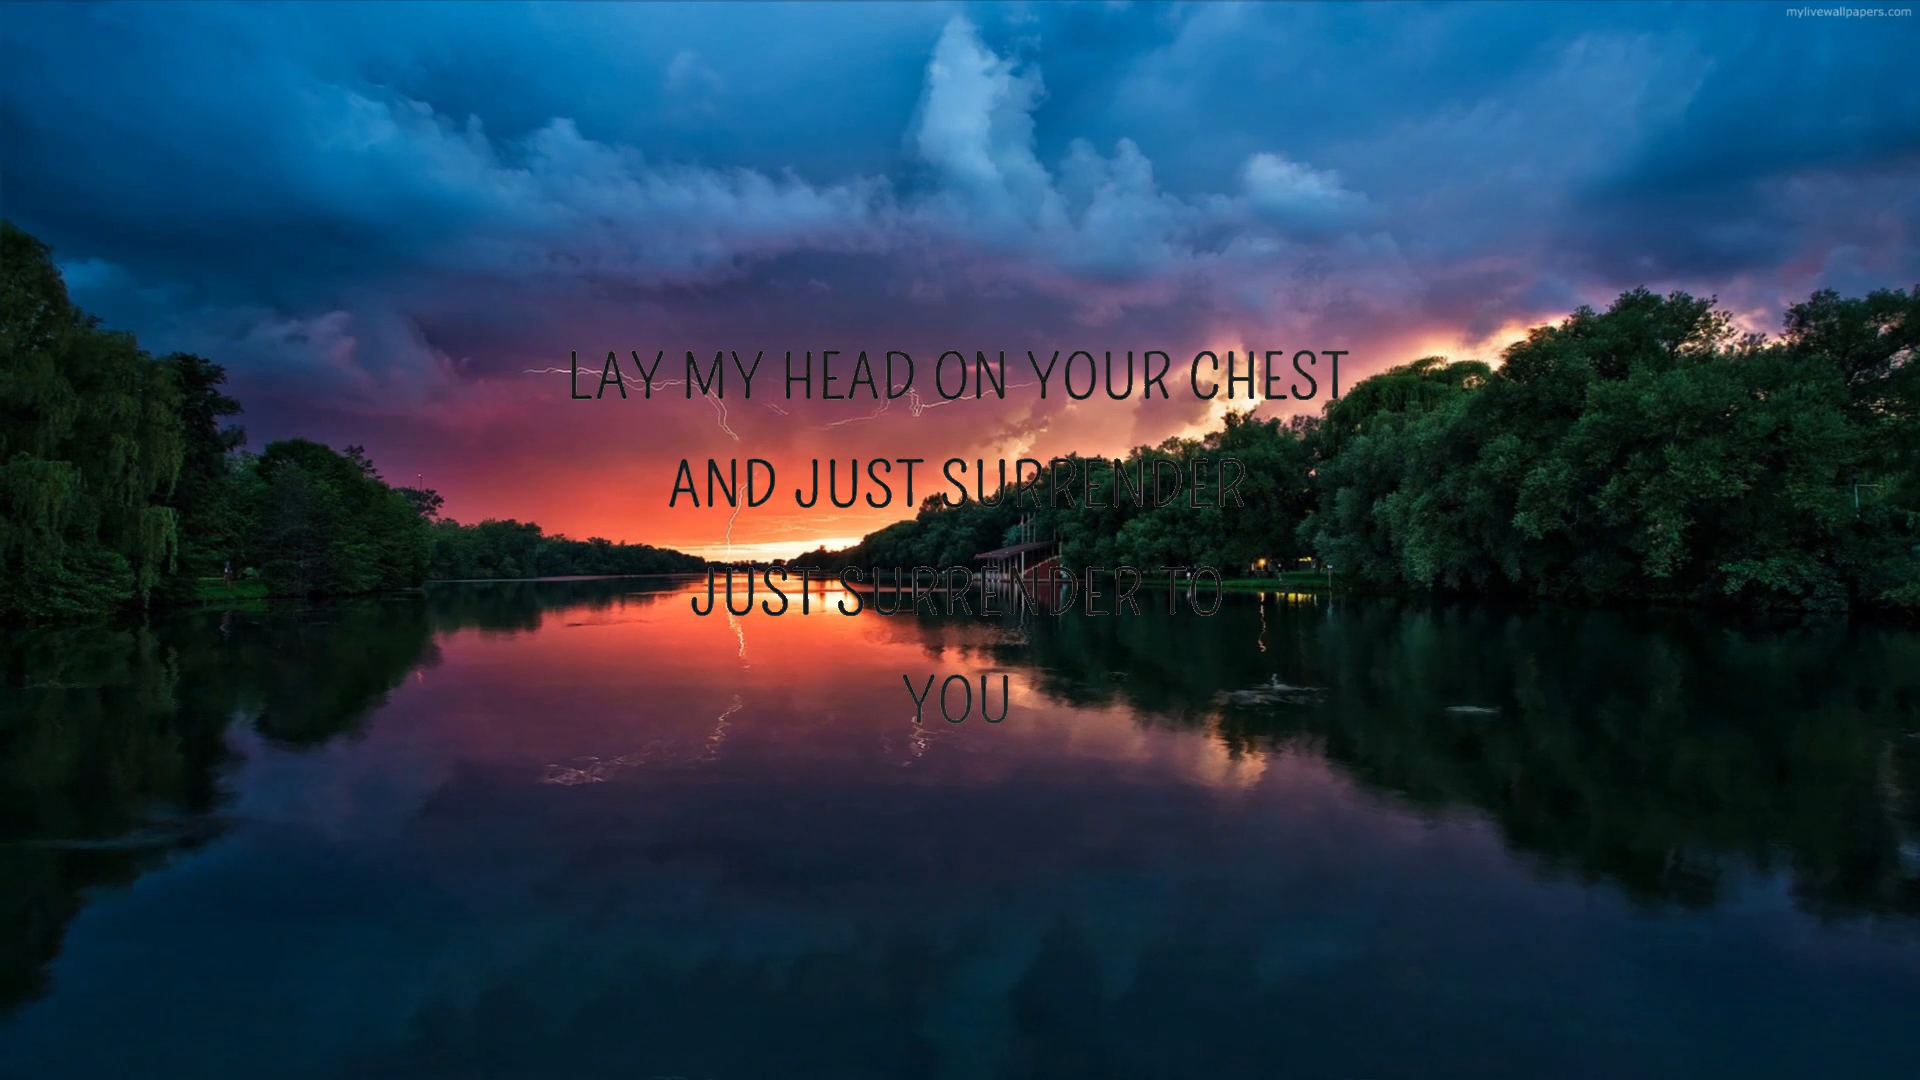 mylivewallpapers.com
LAY MY HEAD ON YOUR CHEST
AND JUST SURRENDER
JUST SURRENDER TO
YOU